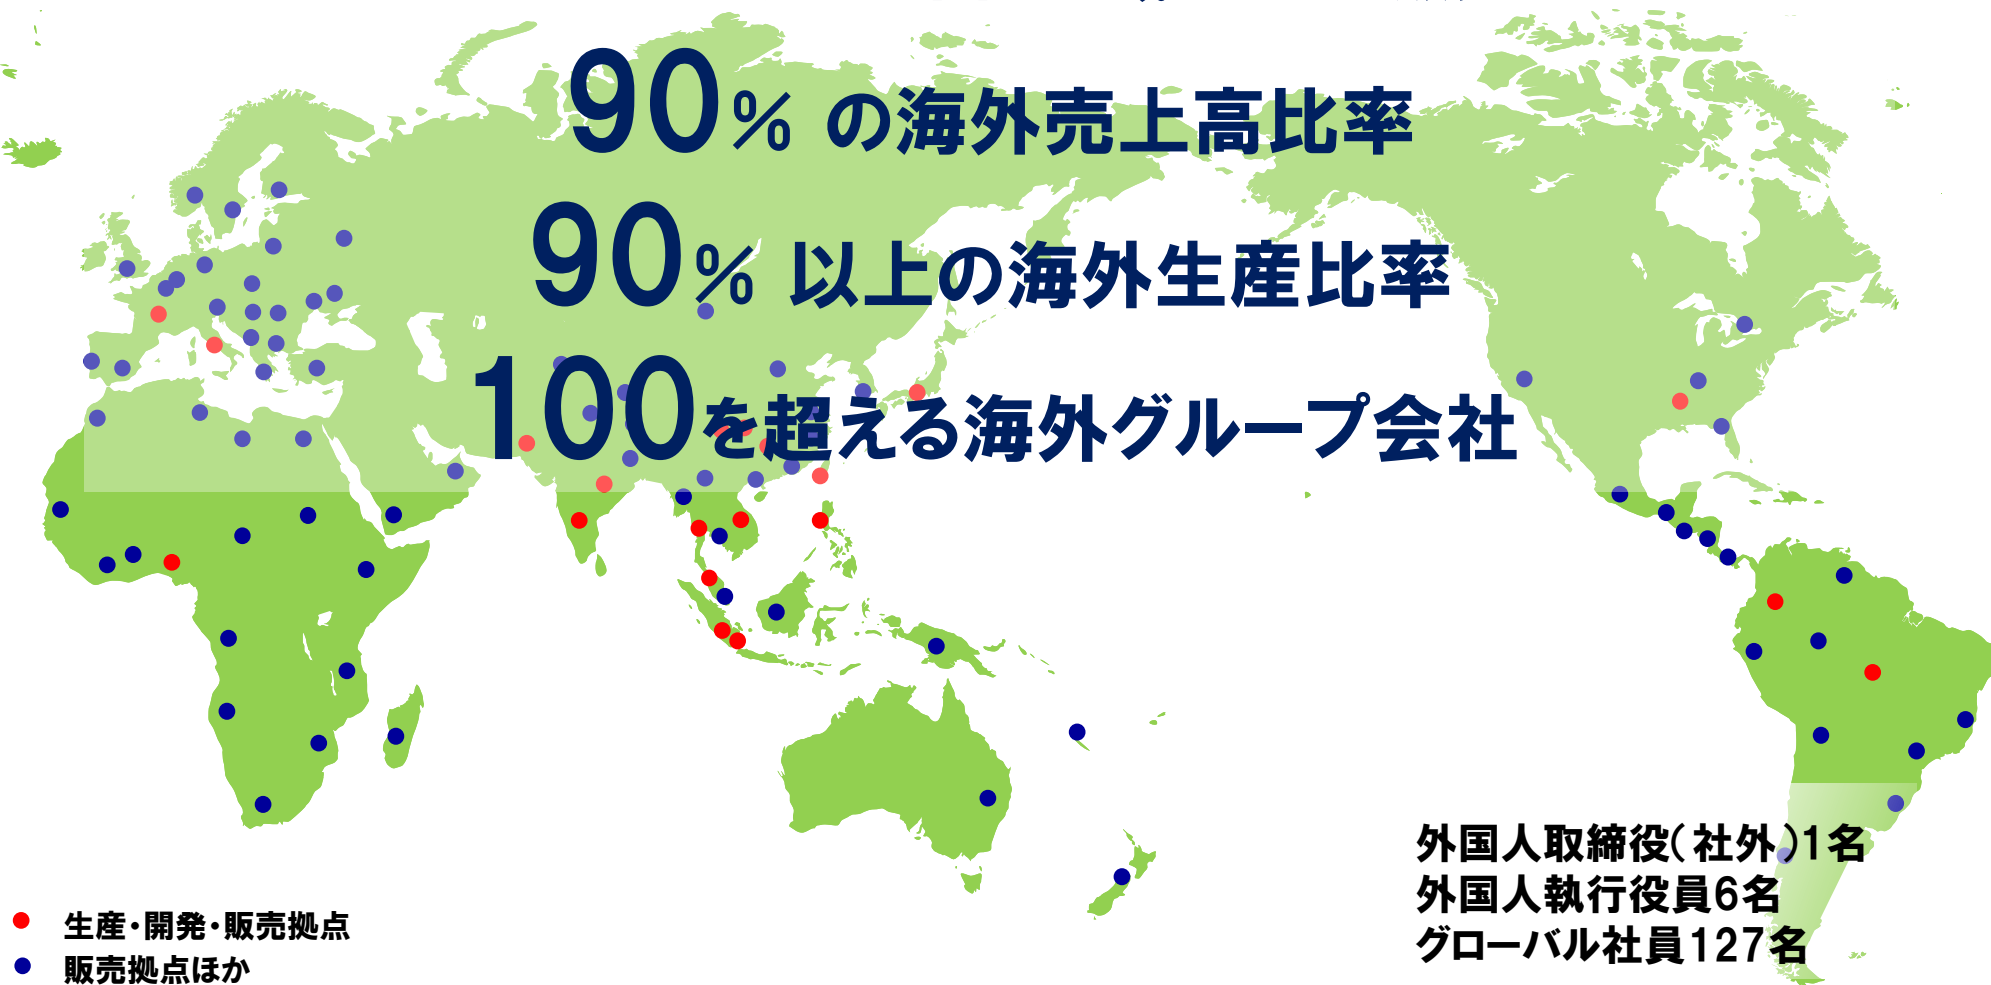 90% の海外売上高比率
90% 以上の海外生産比率
100を超える海外グループ会社
外国人取締役(社外)1名
外国人執行役員6名
グローバル社員127名
生産・開発・販売拠点
販売拠点ほか